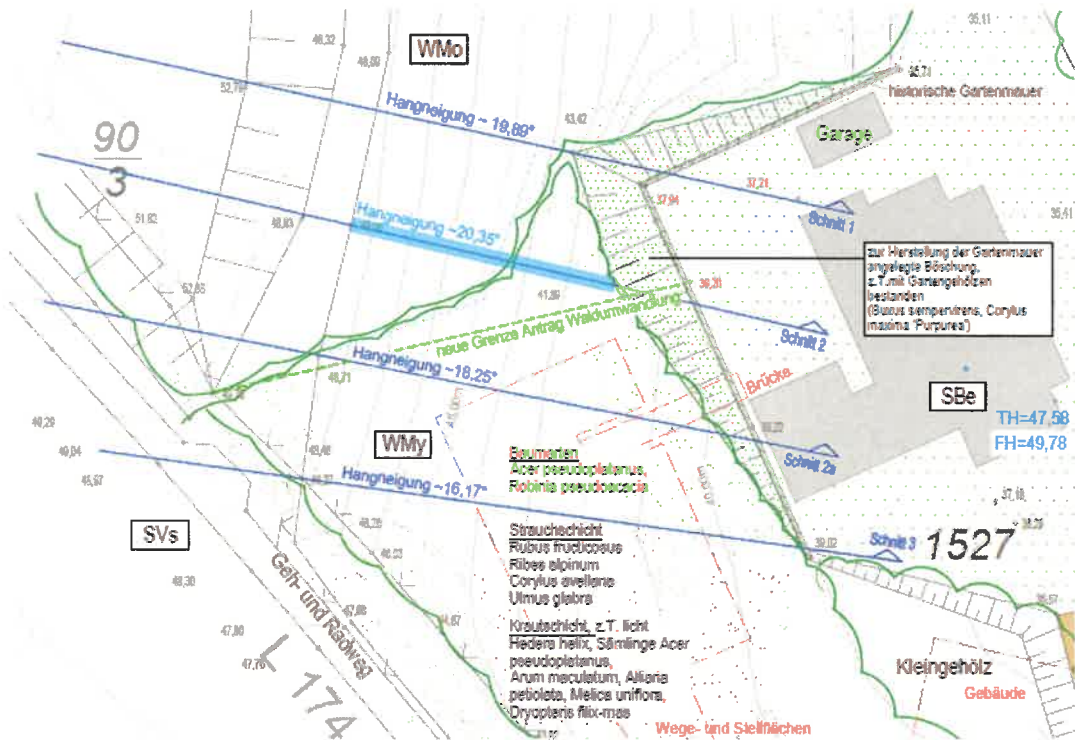 WMo
35,11
46,32
48,09
52,78
35,71
historische Gartenmauer
Hangneigung ~ 19,89°
43,42
Garage
90
3
37,21
37,94
Schnitt 1
35,41
51,82
48,83
Hangneigung ~20,35°
zur Herstellung der Gartenmauer
angelegte Böschung,
z.T.mit Gartengehölzen
bestanden
(Buxus sempervirens, Corylus
maxima 'Purpurea')
52,85
41,89
39,31
neue Grenze Antrag Waldumwandlung
Schnitt 2
Hangneigung ~18,25°
48,71
Brücke
SBe
TH=47,58
FH=49,78
49,29
49,04
WMy
Baumarten
Acer pseudoplatanus,
Robinia pseudoacacia
Schnitt 2a
Hangneigung ~16,17°
45,67
37,18
SVs
Strauchschicht
Rubus fruticosus
Ribes alpinum
Corylus avellana
Ulmus glabra
39,02
Schnitt 3
1527
48,30
Geh- und Radweg
Krautschicht, z.T. licht
Hedera helix, Sämlinge Acer
pseudoplatanus,
Arum maculatum, Alliaria
petiolata, Melica uniflora,
Dryopteris filix-mas
47,80
47,76
L 174
Kleingehölz
Gebäude
Wege- und Stellflächen